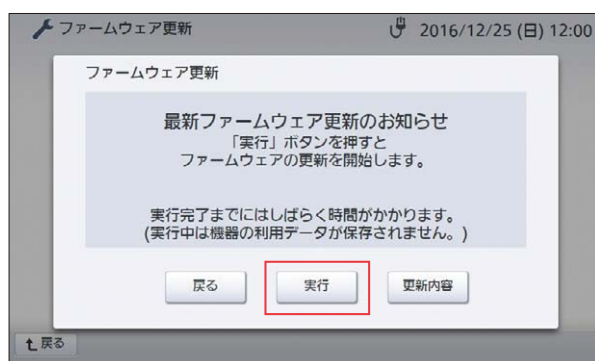 ファームウェア更新
2016/12/25 (日) 12:00
ファームウェア更新
最新ファームウェア更新のお知らせ
「実行」ボタンを押すと
ファームウェアの更新を開始します。
実行完了までにはしばらく時間がかかります。
(実行中は機器の利用データが保存されません。)
戻る
実行
更新内容
戻る